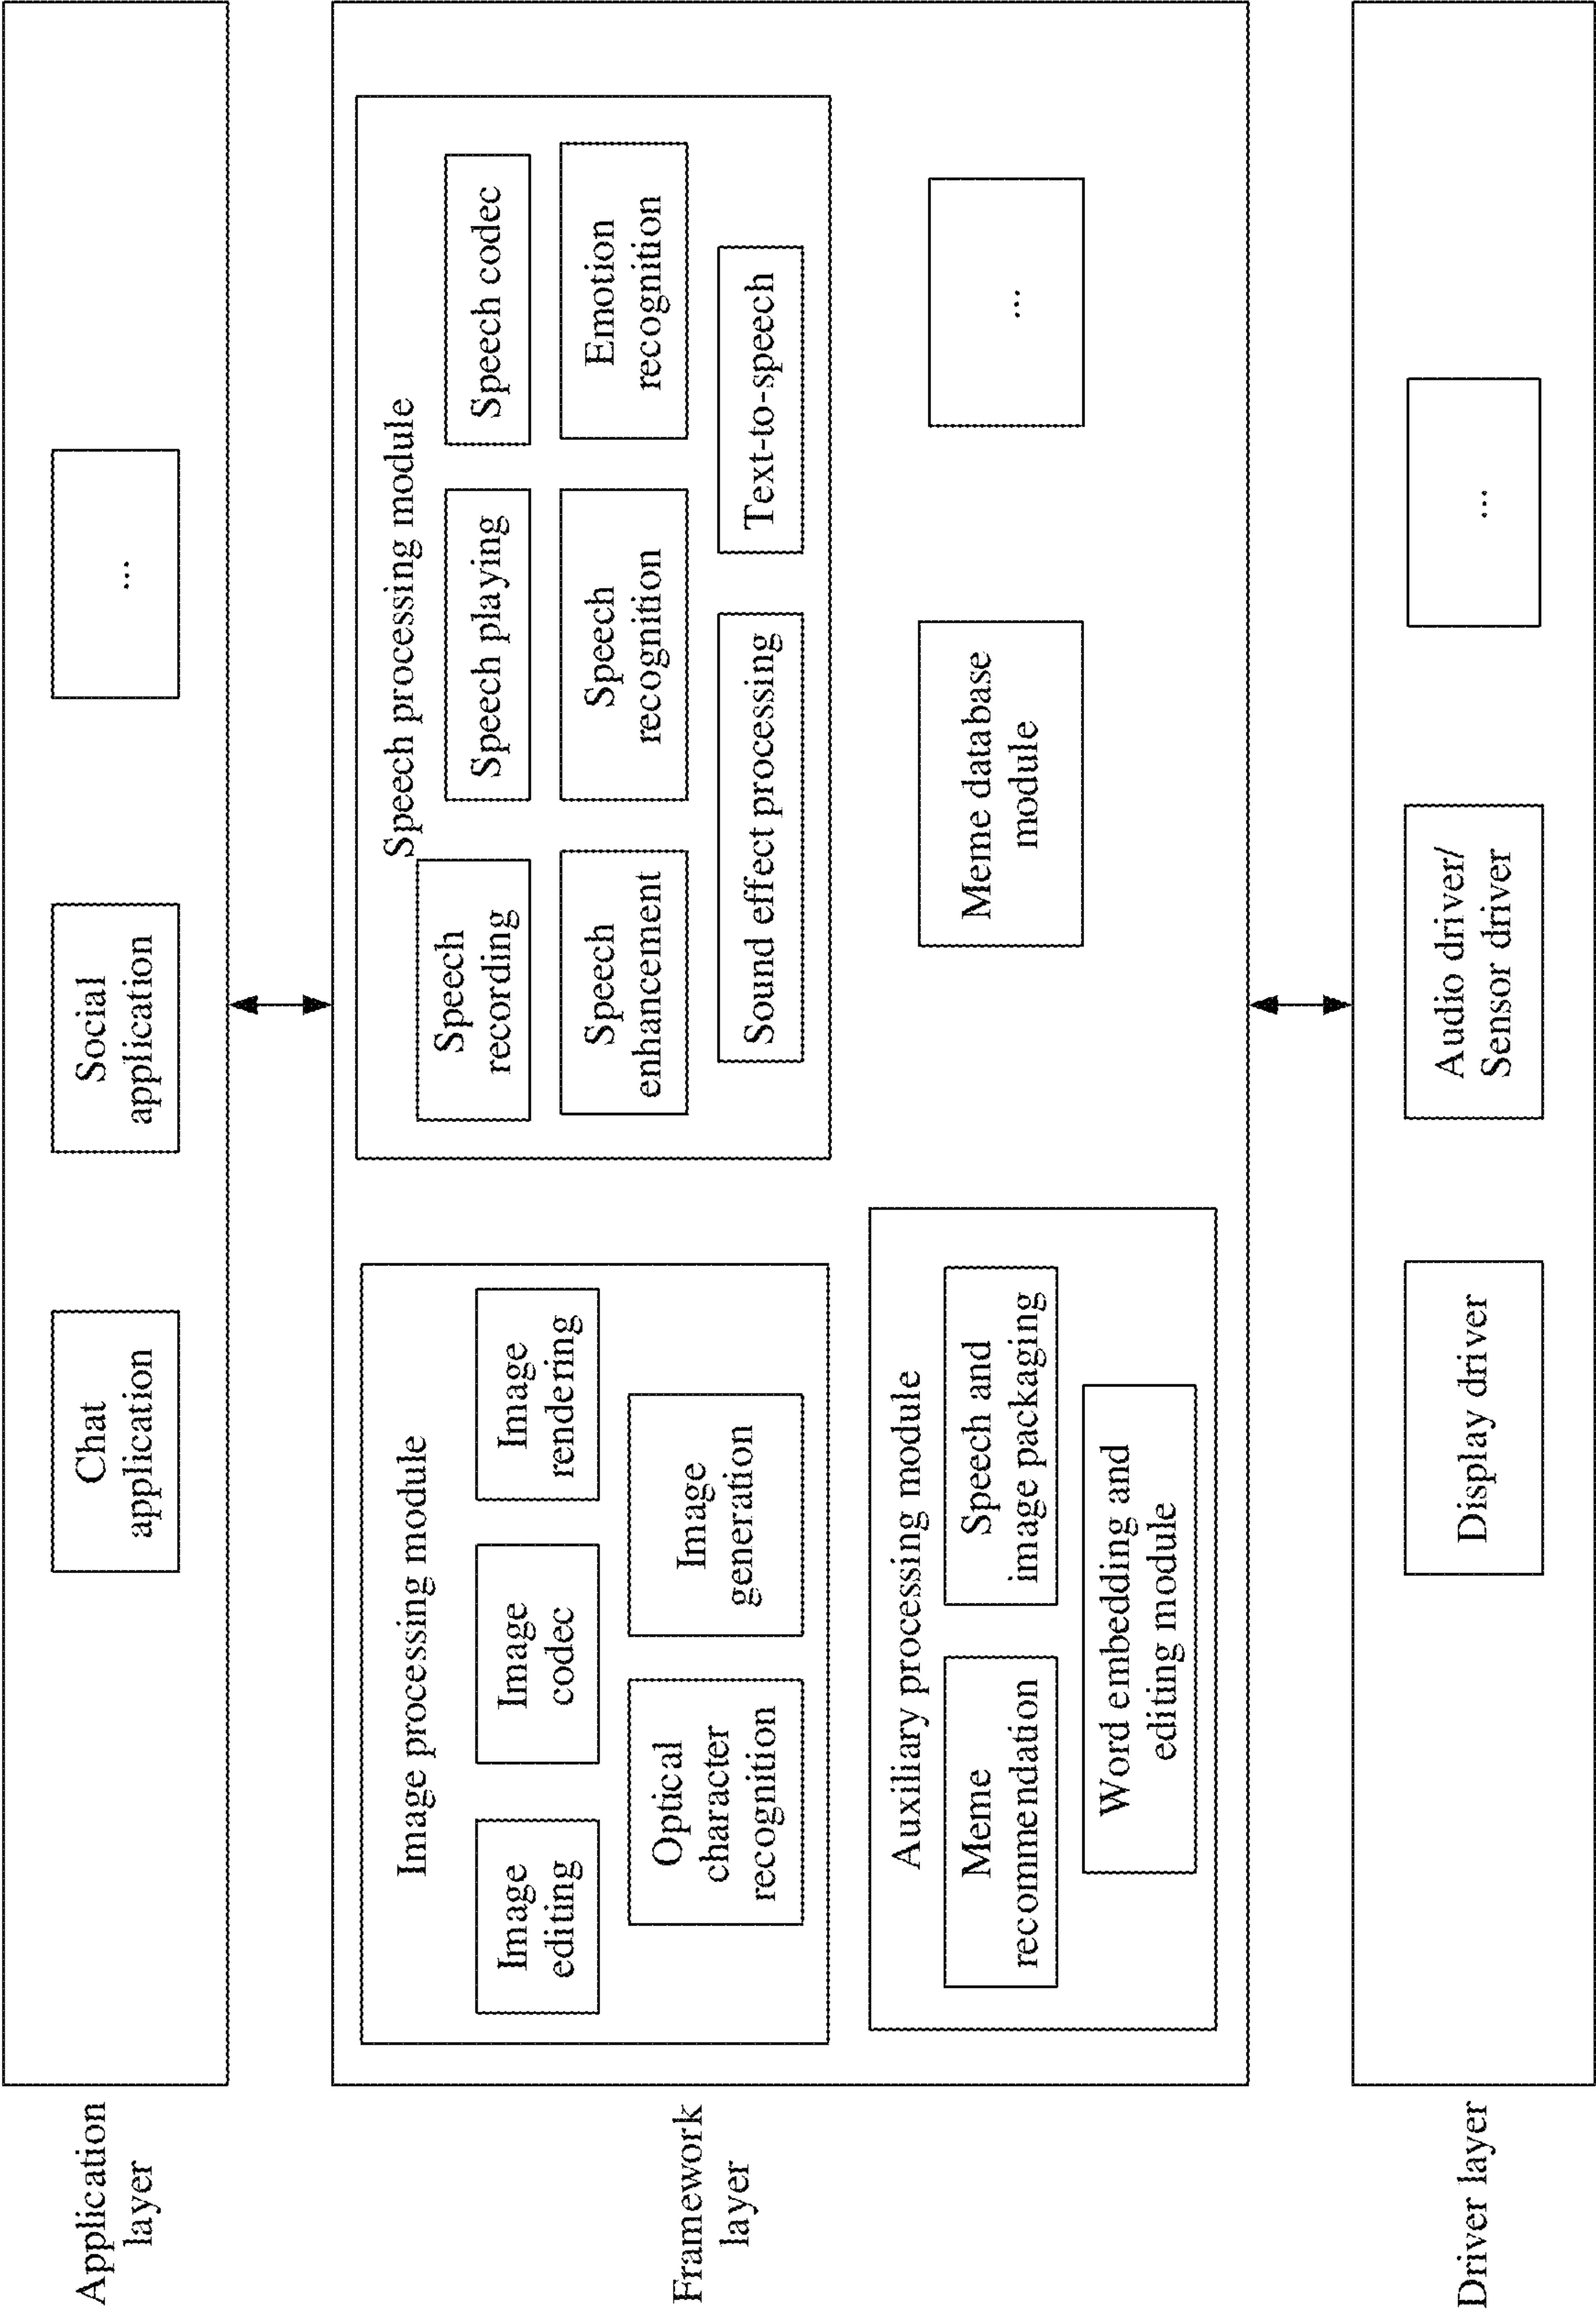 Application
layer
Chat
application
Social
application
...
Framework
layer
Image processing module
Image
editing
Image
codec
Image
rendering
Optical
character
recognition
Image
generation
Speech processing module
Speech
recording
Speech playing
Speech codec
Speech
enhancement
Speech
recognition
Emotion
recognition
Sound effect processing
Text-to-speech
Auxiliary processing module
Meme
recommendation
Speech and
image packaging
Word embedding and
editing module
Meme database
module
...
Driver layer
Display driver
Audio driver/
Sensor driver
...